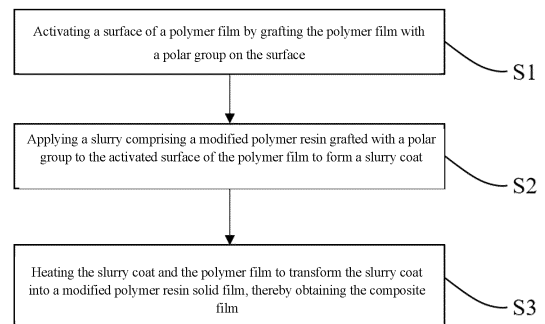 Activating a surface of a polymer film by grafting the polymer film with
a polar group on the surface
S1
Applying a slurry comprising a modified polymer resin grafted with a polar
group to the activated surface of the polymer film to form a slurry coat
S2
Heating the slurry coat and the polymer film to transform the slurry coat
into a modified polymer resin solid film, thereby obtaining the composite
film
S3